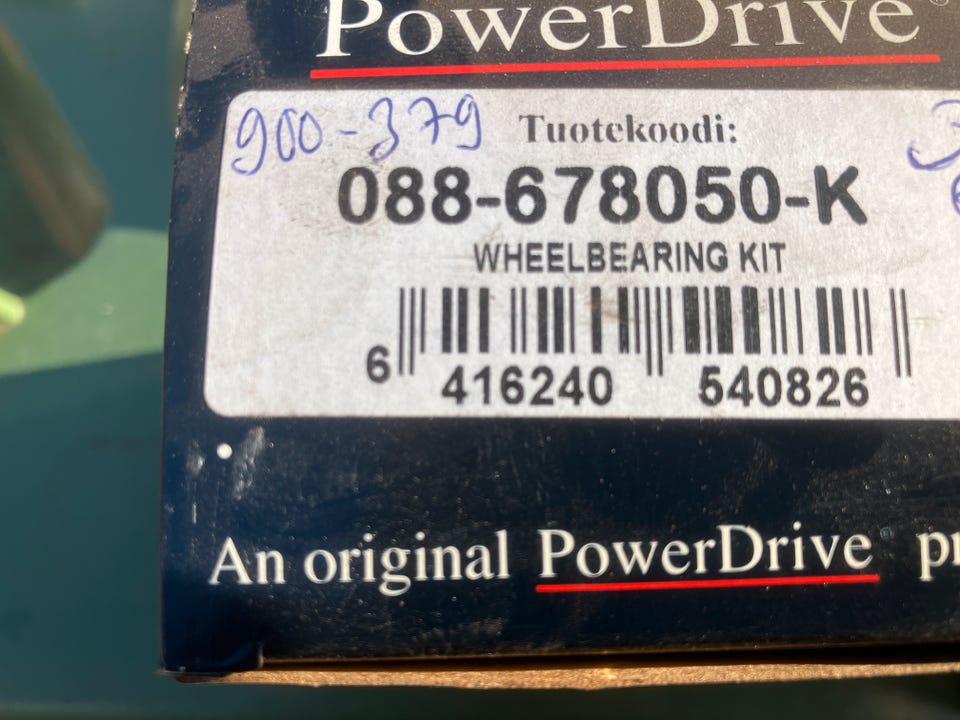 PowerDrive®
900-379
Tuotekoodi:
088-678050-K
WHEELBEARING KIT
6 416240 540826
An original PowerDrive